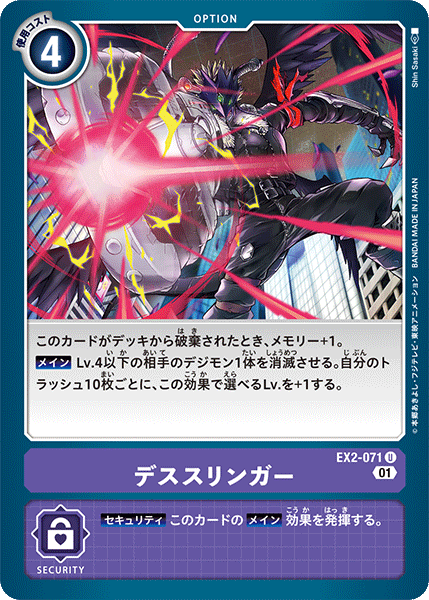 OPTION
使用コスト
4
Shin Sasaki
このカードがデッキから破棄されたとき、メモリー+1。
メイン Lv.4以下の相手のデジモン1体を消滅させる。自分のト
ラッシュ10枚ごとに、この効果で選べるLv.を+1する。
©本郷あきよし・フジテレビ・東映アニメーション BANDAI MADE IN JAPAN
EX2-071 U
01
デススリンガー
セキュリティ このカードの メイン 効果を発揮する。
SECURITY